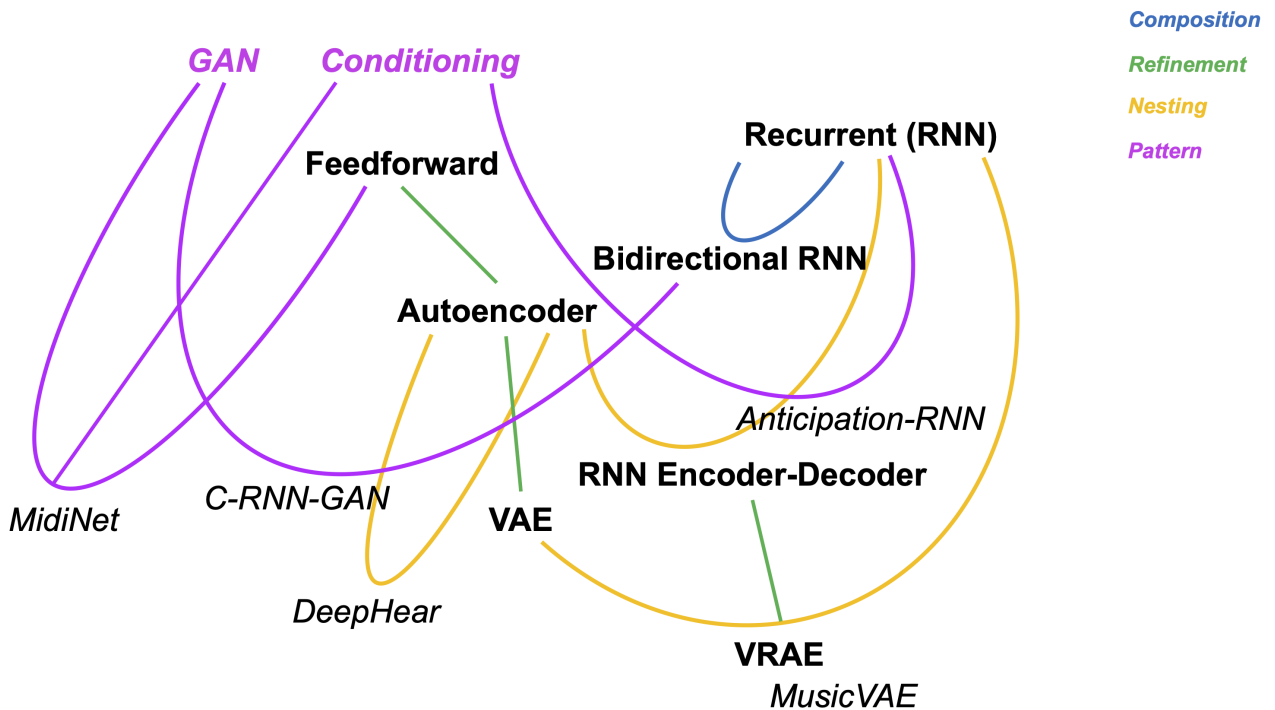 Composition
GAN
Conditioning
Refinement
Nesting
Recurrent (RNN)
Pattern
Feedforward
Bidirectional RNN
Autoencoder
Anticipation-RNN
RNN Encoder-Decoder
C-RNN-GAN
MidiNet
VAE
DeepHear
VRAE
MusicVAE